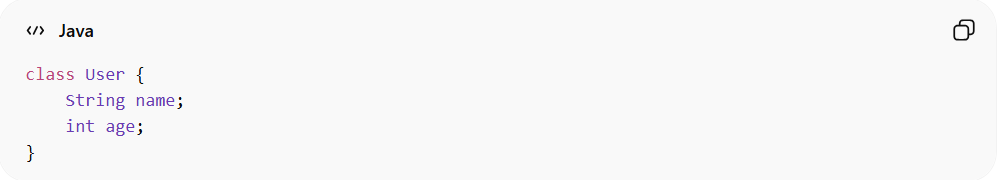 </> Java
class User {
    String name;
    int age;
}